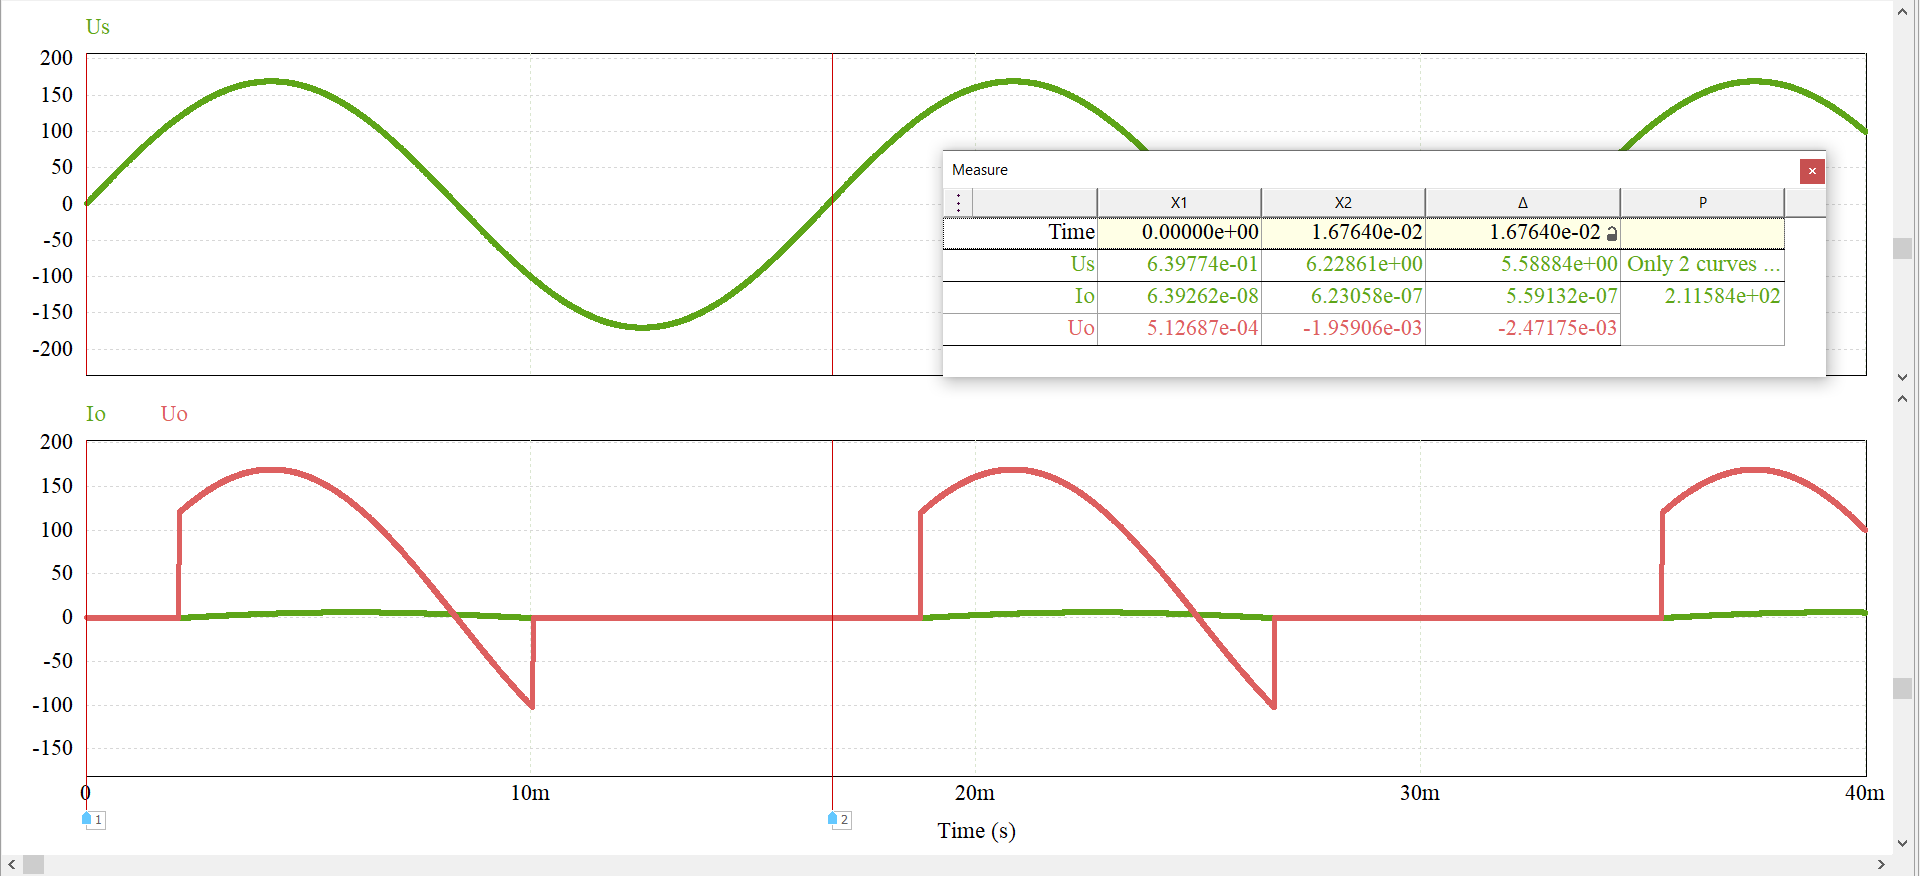 Us
200
150
100
50
0
-50
-100
-150
-200
Measure
X1 X2 Δ P
Time 0.00000e+00 1.67640e-02 1.67640e-02
Us 6.39774e-01 6.22861e+00 5.58884e+00 Only 2 curves ...
Io 6.39262e-08 6.23058e-07 5.59132e-07 2.11584e+02
Uo 5.12687e-04 -1.95906e-03 -2.47175e-03
Io Uo
200
150
100
50
0
-50
-100
-150
0 10m 20m 30m 40m
1 2
Time (s)